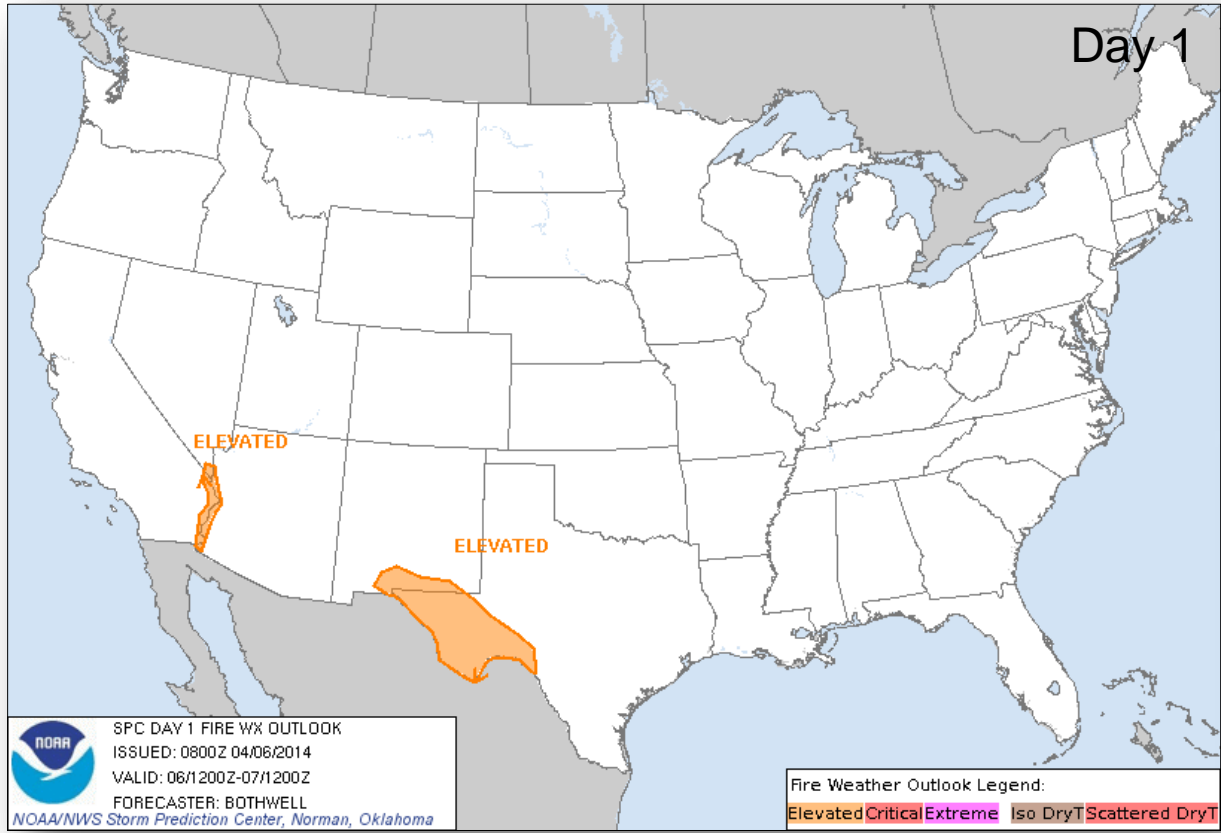 Day 1
ELEVATED
ELEVATED
NOAA
SPC DAY 1 FIRE WX OUTLOOK
ISSUED: 0800Z 04/06/2014
VALID: 06/1200Z-07/1200Z
FORECASTER: BOTHWELL
NOAA/NWS Storm Prediction Center, Norman, Oklahoma
Fire Weather Outlook Legend:
Elevated Critical Extreme Iso DryT Scattered DryT